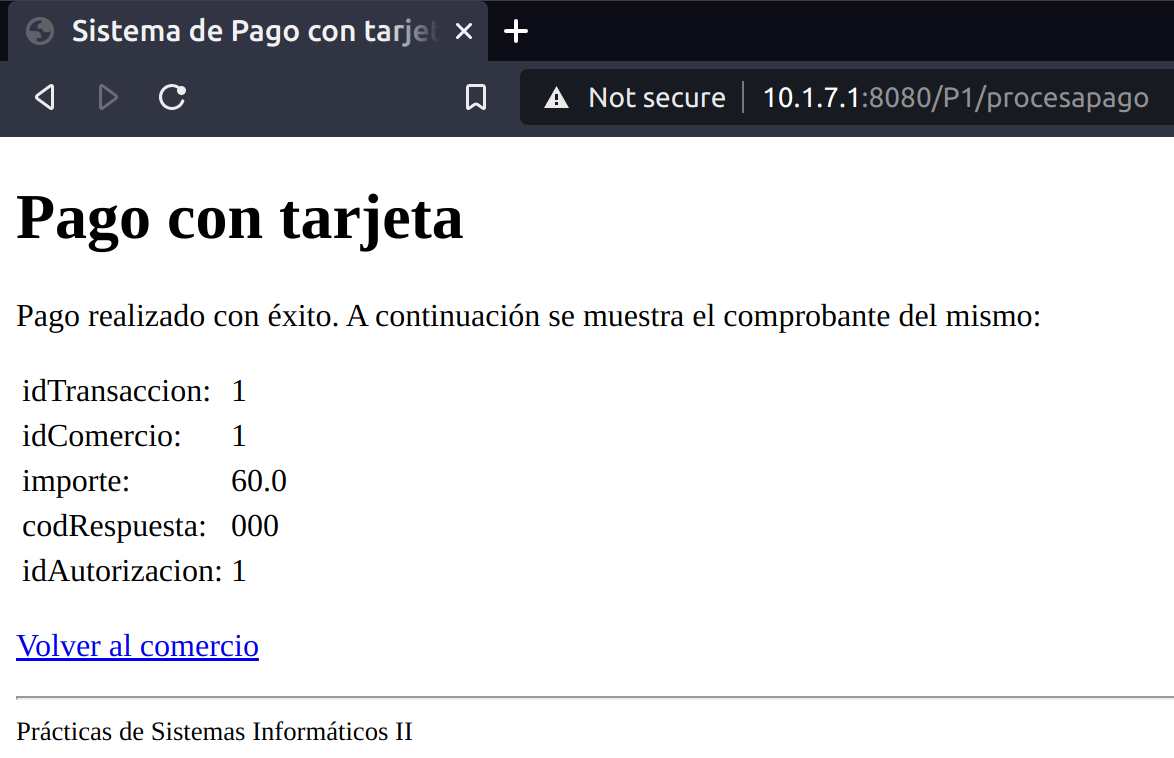 Sistema de Pago con tarjet
Not secure 10.1.7.1:8080/P1/procesapago
Pago con tarjeta
Pago realizado con éxito. A continuación se muestra el comprobante del mismo:
idTransaccion: 1
idComercio: 1
importe: 60.0
codRespuesta: 000
idAutorizacion: 1
Volver al comercio
Prácticas de Sistemas Informáticos II